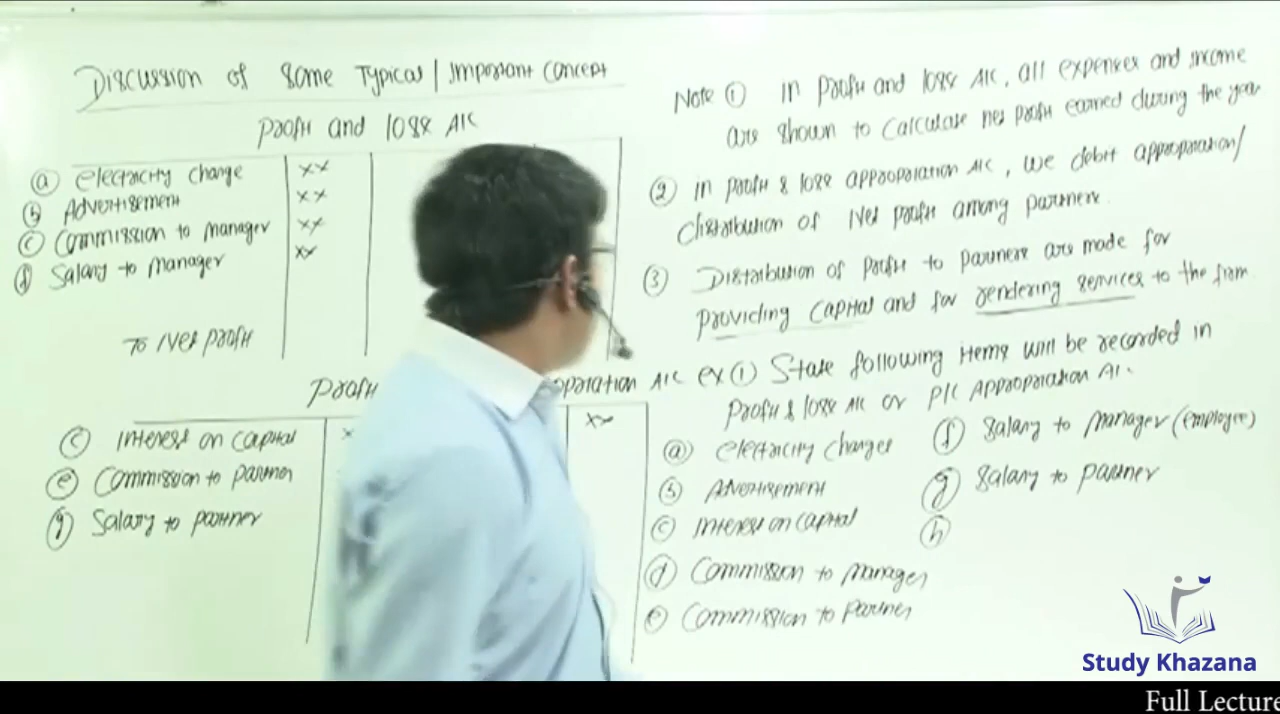 Discussion of some Typical | Important Concept
Profit and loss A/C
(a) Electricity charge xx
(b) Advertisement xx
(c) Commission to manager xx
(f) Salary to manager xx
To Net Profit
Profit opriation A/C
xx
(c) Interest on capital x
(e) Commission to partner
(g) Salary to partner
Note (1) In profit and loss A/C, all expenses and income
are shown to calculate net profit earned during the year
(2) In profit & loss appropriation A/C, we debit appropriation/
distribution of Net profit among partners.
(3) Distribution of profit to partners are made for
providing capital and for rendering services to the firm.
Ex (1) State following items will be recorded in
Profit & loss A/C or P/L Appropriation A/C.
(a) electricity charges
(b) Advertisement
(c) Interest on capital
(d) Commission to manager
(e) Commission to partner
(f) Salary to manager (employee)
(g) Salary to partner
(h)
Study Khazana
Full Lecture